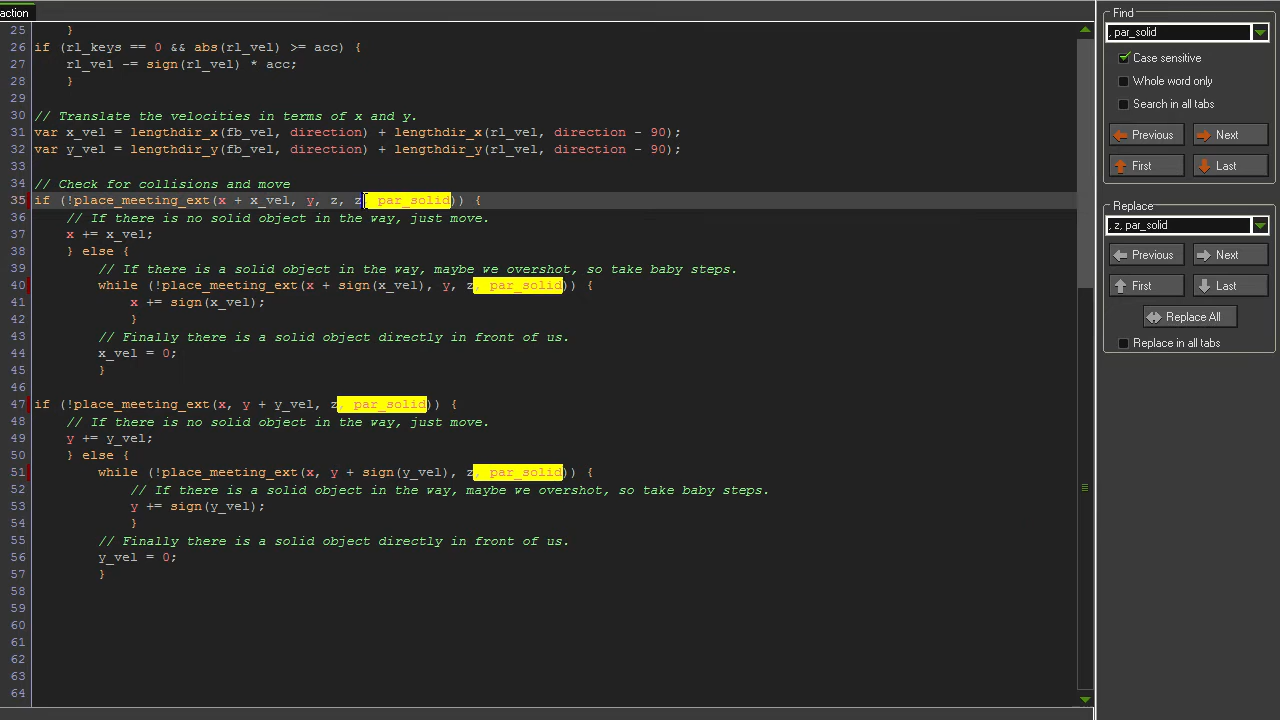 action
25 }
26 if (rl_keys == 0 && abs(rl_vel) >= acc) {
27 rl_vel -= sign(rl_vel) * acc;
28 }
29
30 // Translate the velocities in terms of x and y.
31 var x_vel = lengthdir_x(fb_vel, direction) + lengthdir_x(rl_vel, direction - 90);
32 var y_vel = lengthdir_y(fb_vel, direction) + lengthdir_y(rl_vel, direction - 90);
33
34 // Check for collisions and move
35 if (!place_meeting_ext(x + x_vel, y, z, z, par_solid)) {
36 // If there is no solid object in the way, just move.
37 x += x_vel;
38 } else {
39 // If there is a solid object in the way, maybe we overshot, so take baby steps.
40 while (!place_meeting_ext(x + sign(x_vel), y, z, par_solid)) {
41 x += sign(x_vel);
42 }
43 // Finally there is a solid object directly in front of us.
44 x_vel = 0;
45 }
46
47 if (!place_meeting_ext(x, y + y_vel, z, par_solid)) {
48 // If there is no solid object in the way, just move.
49 y += y_vel;
50 } else {
51 while (!place_meeting_ext(x, y + sign(y_vel), z, par_solid)) {
52 // If there is a solid object in the way, maybe we overshot, so take baby steps.
53 y += sign(y_vel);
54 }
55 // Finally there is a solid object directly in front of us.
56 y_vel = 0;
57 }
58
59
60
61
62
63
64
Find
, par_solid
Case sensitive
Whole word only
Search in all tabs
Previous Next
First Last
Replace
, z, par_solid
Previous Next
First Last
Replace All
Replace in all tabs